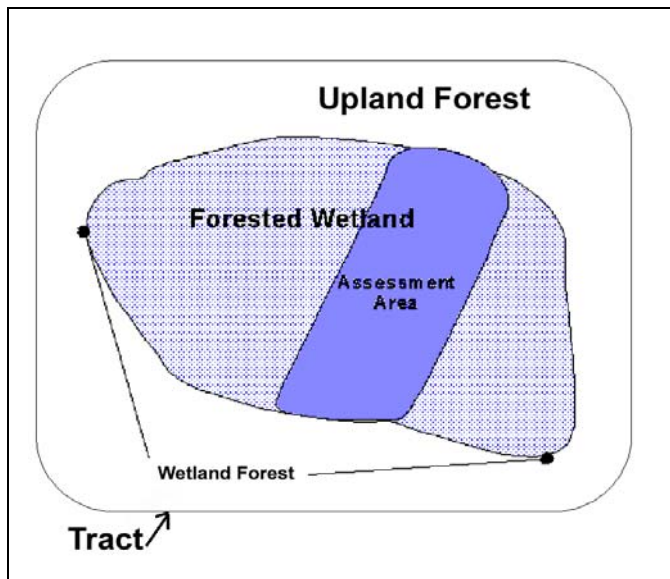 Upland Forest
Forested Wetland
Assessment
Area
Wetland Forest
Tract